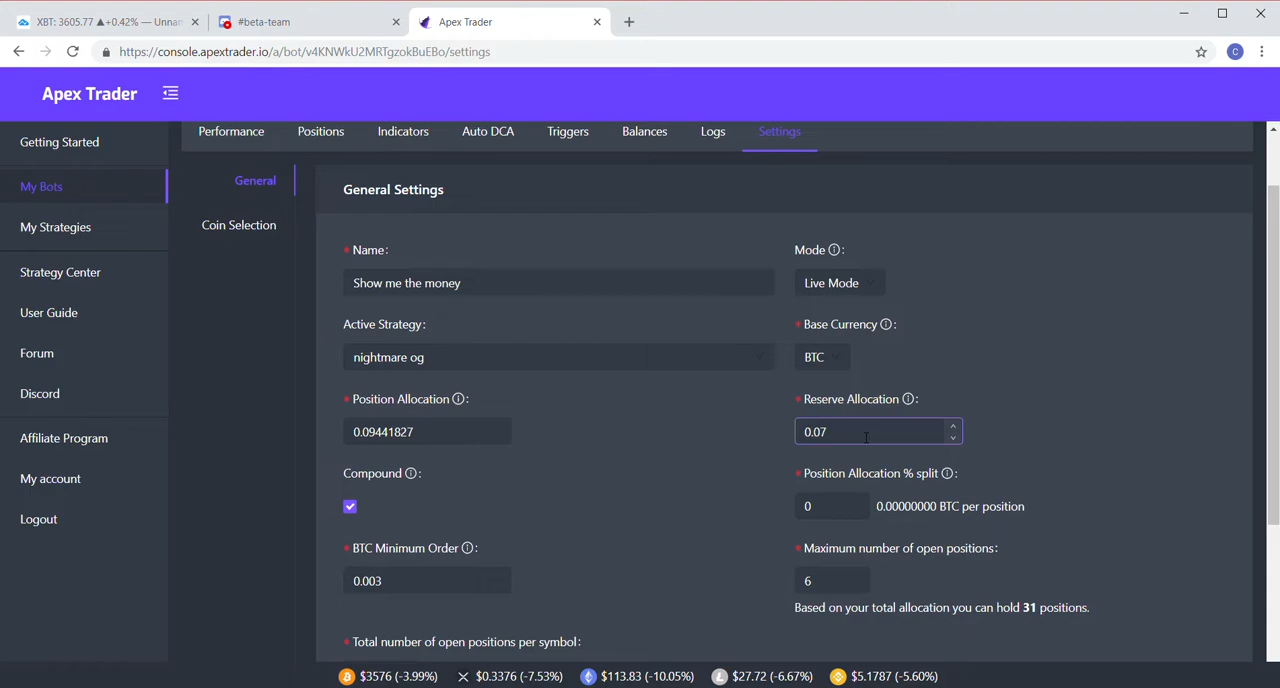 XBT: 3605.77 ▲+0.42% — Unnan
#beta-team
Apex Trader
https://console.apextrader.io/a/bot/v4KNWkU2MRTgzokBuEBo/settings
C
Apex Trader
Getting Started
My Bots
My Strategies
Strategy Center
User Guide
Forum
Discord
Affiliate Program
My account
Logout
Performance Positions Indicators Auto DCA Triggers Balances Logs Settings
General
Coin Selection
General Settings
* Name:
Show me the money
Mode :
Live Mode
Active Strategy:
nightmare og
* Base Currency :
BTC
* Position Allocation :
0.09441827
* Reserve Allocation :
0.07
Compound :
* Position Allocation % split :
0 0.00000000 BTC per position
* BTC Minimum Order :
0.003
* Maximum number of open positions:
6
Based on your total allocation you can hold 31 positions.
* Total number of open positions per symbol:
$3576 (-3.99%) $0.3376 (-7.53%) $113.83 (-10.05%) $27.72 (-6.67%) $5.1787 (-5.60%)